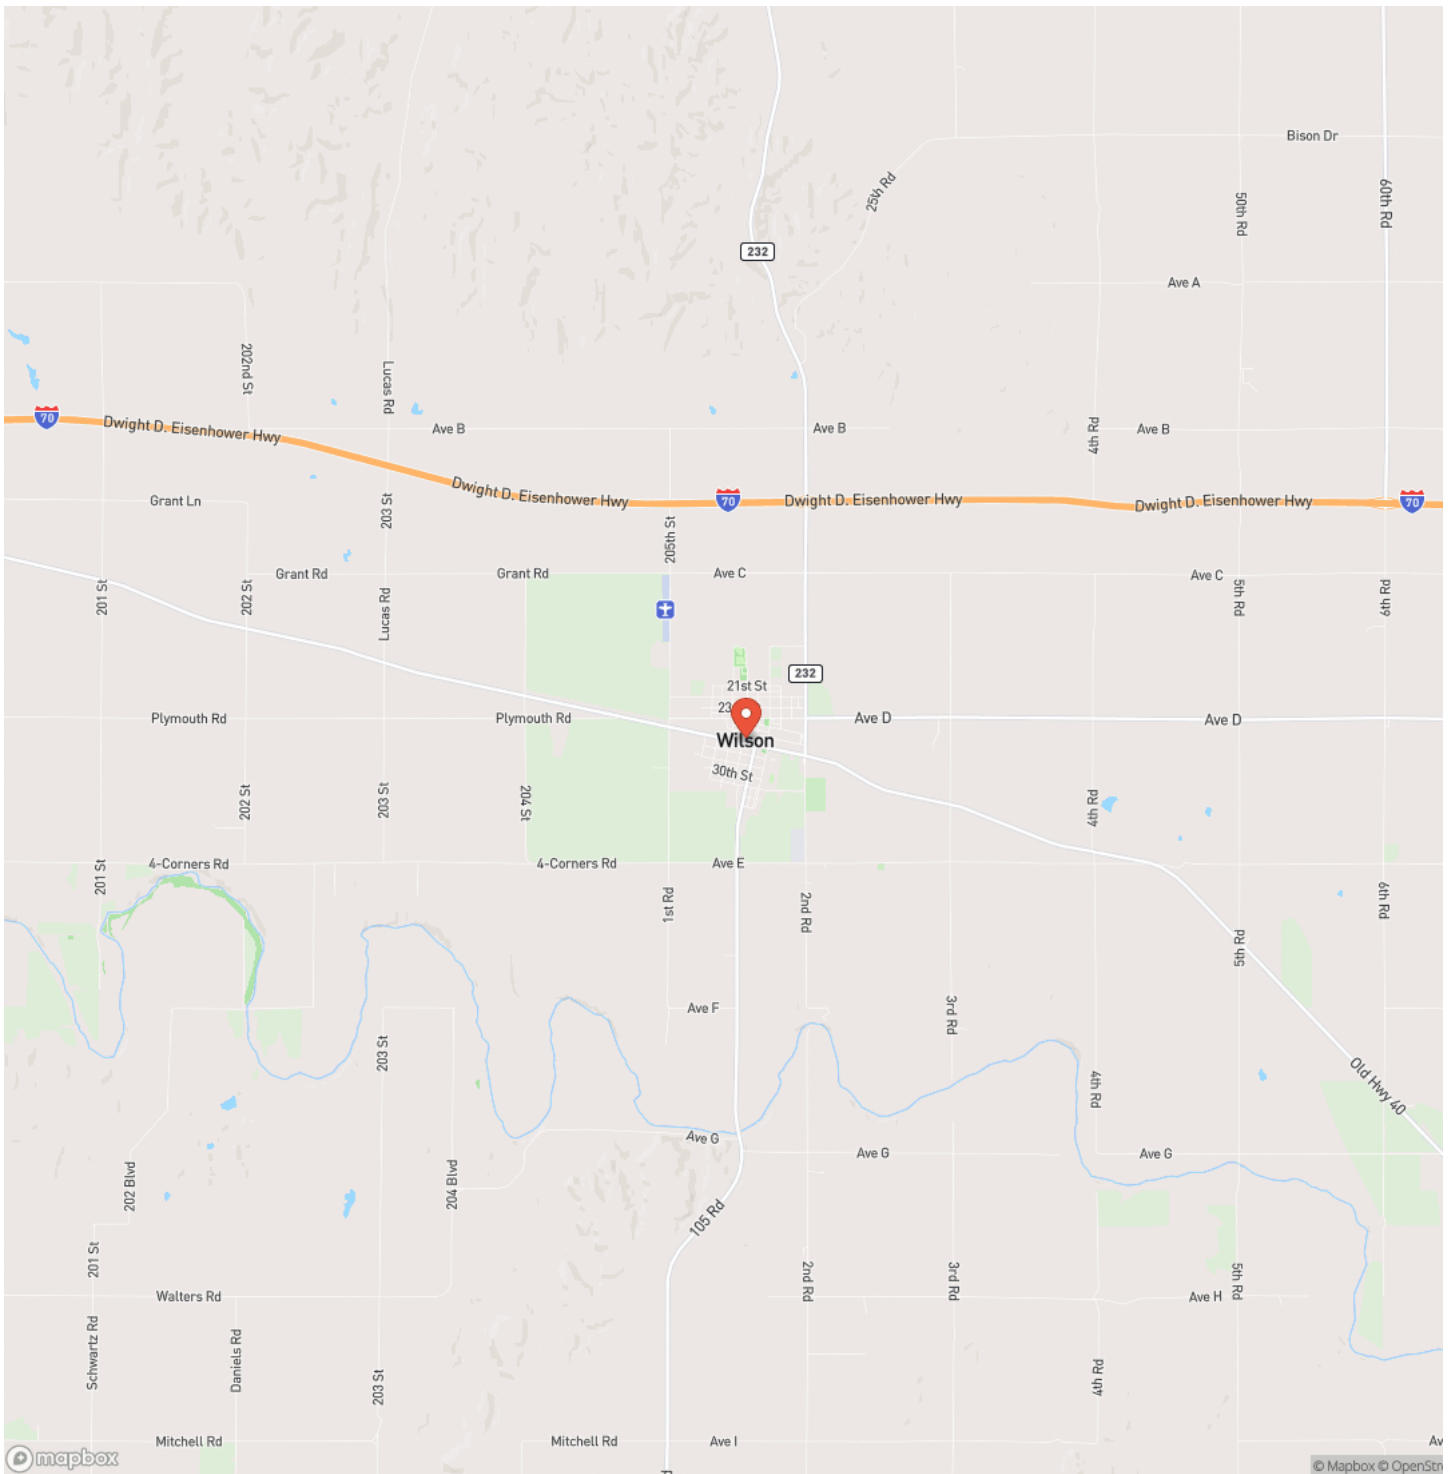 Bison Dr
25Vh Rd
50th Rd
60th Rd
232
Ave A
202nd St
Lucas Rd
70
Dwight D. Eisenhower Hwy
Ave B
Ave B
4th Rd
Ave B
Dwight D. Eisenhower Hwy
70
Dwight D. Eisenhower Hwy
Dwight D. Eisenhower Hwy
70
Grant Ln
203 St
205th St
Grant Rd
Grant Rd
Ave C
Ave C
201 St
202 St
Lucas Rd
5th Rd
6th Rd
232
21st St
23
Plymouth Rd
Plymouth Rd
Ave D
Ave D
Wilson
30th St
202 St
203 St
204 St
4th Rd
4-Corners Rd
4-Corners Rd
Ave E
201 St
1st Rd
2nd Rd
6th Rd
5th Rd
Ave F
3rd Rd
203 St
4th Rd
Old Hwy 40
Ave G
Ave G
Ave G
202 Blvd
204 Blvd
105 Rd
201 St
2nd Rd
3rd Rd
5th Rd
Walters Rd
Ave H
Schwartz Rd
Daniels Rd
203 St
4th Rd
Mitchell Rd
Mitchell Rd
Ave I
Av
mapbox
© Mapbox © OpenStre